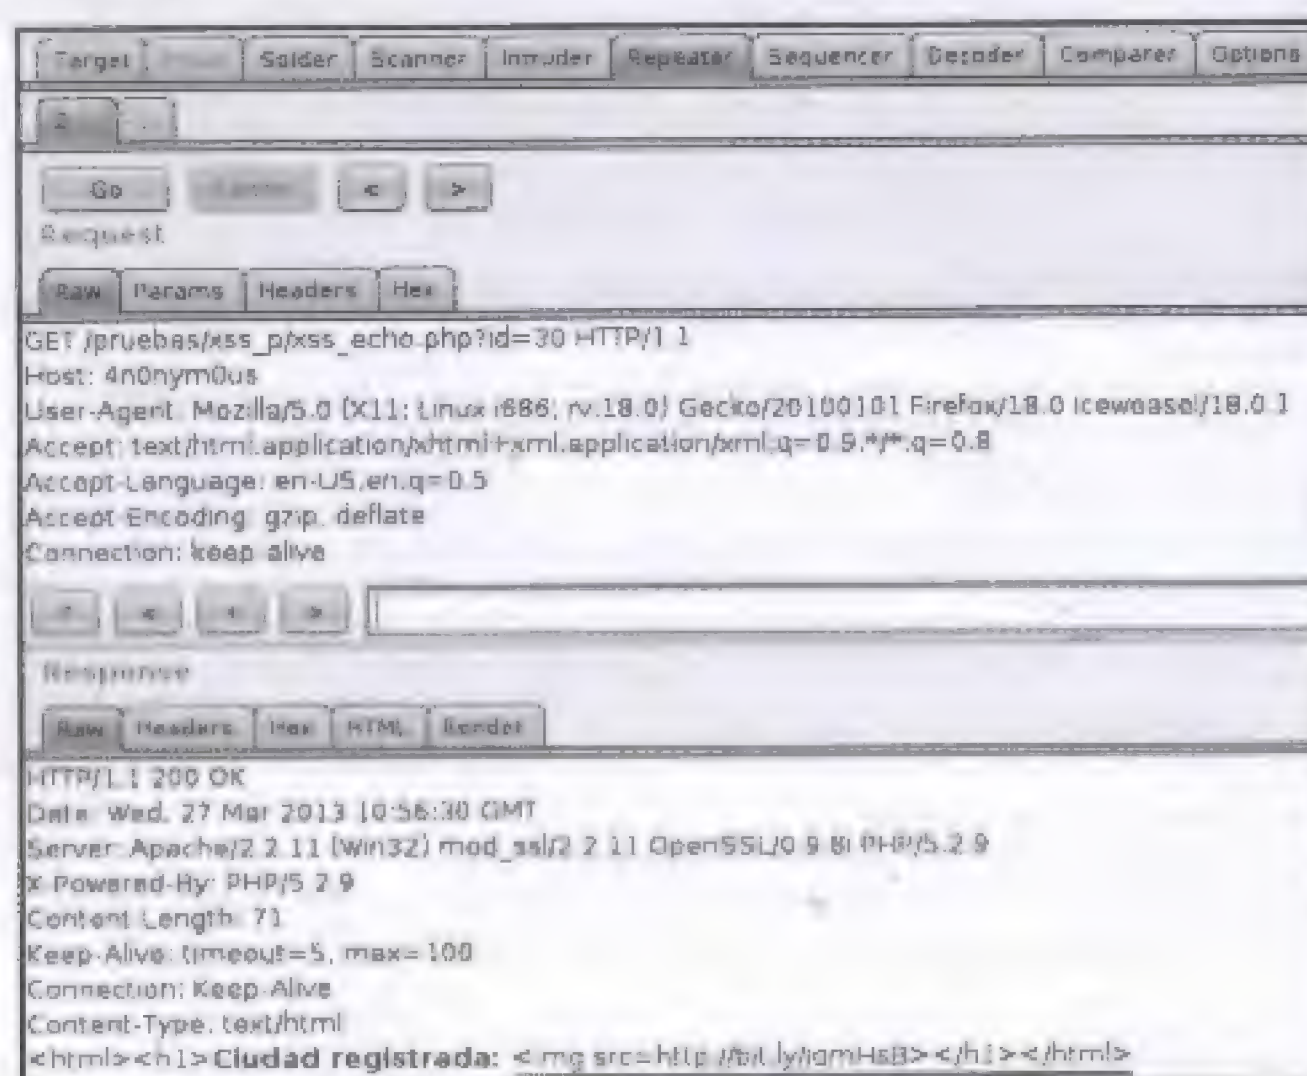 Target Spider Scanner Intruder Repeater Sequencer Decoder Comparer Options
Go < >
Request
Raw Params Headers Hex
GET /pruebas/xss_p/xss_echo.php?id=30 HTTP/1.1
Host: 4n0nym0us
User-Agent: Mozilla/5.0 (X11; Linux i686; rv:18.0) Gecko/20100101 Firefox/18.0 Iceweasel/18.0.1
Accept: text/html,application/xhtml+xml,application/xml;q=0.9,*/*;q=0.8
Accept-Language: en-US,en;q=0.5
Accept-Encoding: gzip, deflate
Connection: keep-alive
< + >
Response
Raw Headers Hex HTML Render
HTTP/1.1 200 OK
Date: Wed, 27 Mar 2013 10:56:30 GMT
Server: Apache/2.2.11 (Win32) mod_ssl/2.2.11 OpenSSL/0.9.8i PHP/5.2.9
X-Powered-By: PHP/5.2.9
Content-Length: 71
Keep-Alive: timeout=5, max=100
Connection: Keep-Alive
Content-Type: text/html
<html><h1>Ciudad registrada: <img src=></h1></html>